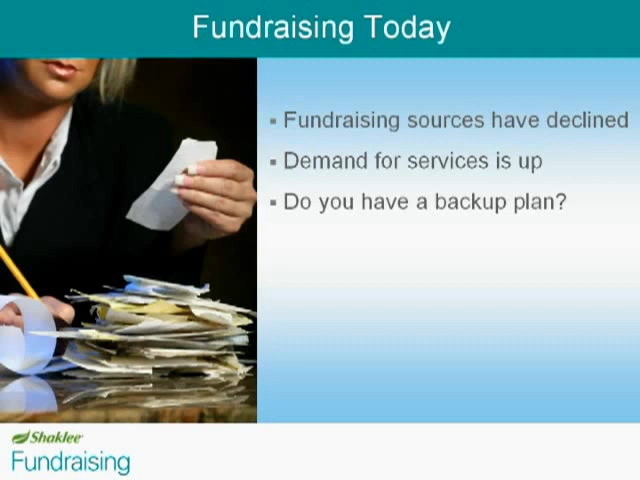 Fundraising Today
▪ Fundraising sources have declined
▪ Demand for services is up
▪ Do you have a backup plan?
Shaklee
Fundraising